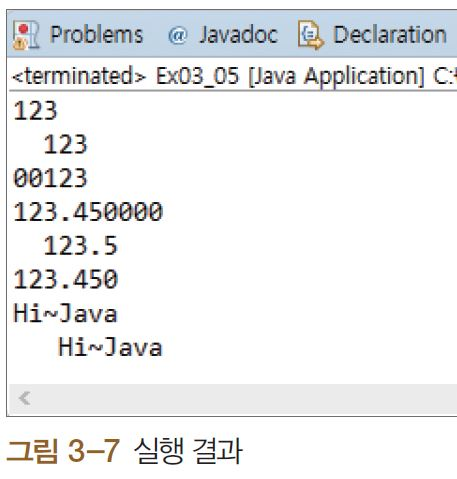 Problems @ Javadoc Declaration
<terminated> Ex03_05 [Java Application] C:
123
  123
00123
123.450000
  123.5
123.450
Hi~Java
   Hi~Java
그림 3-7 실행 결과